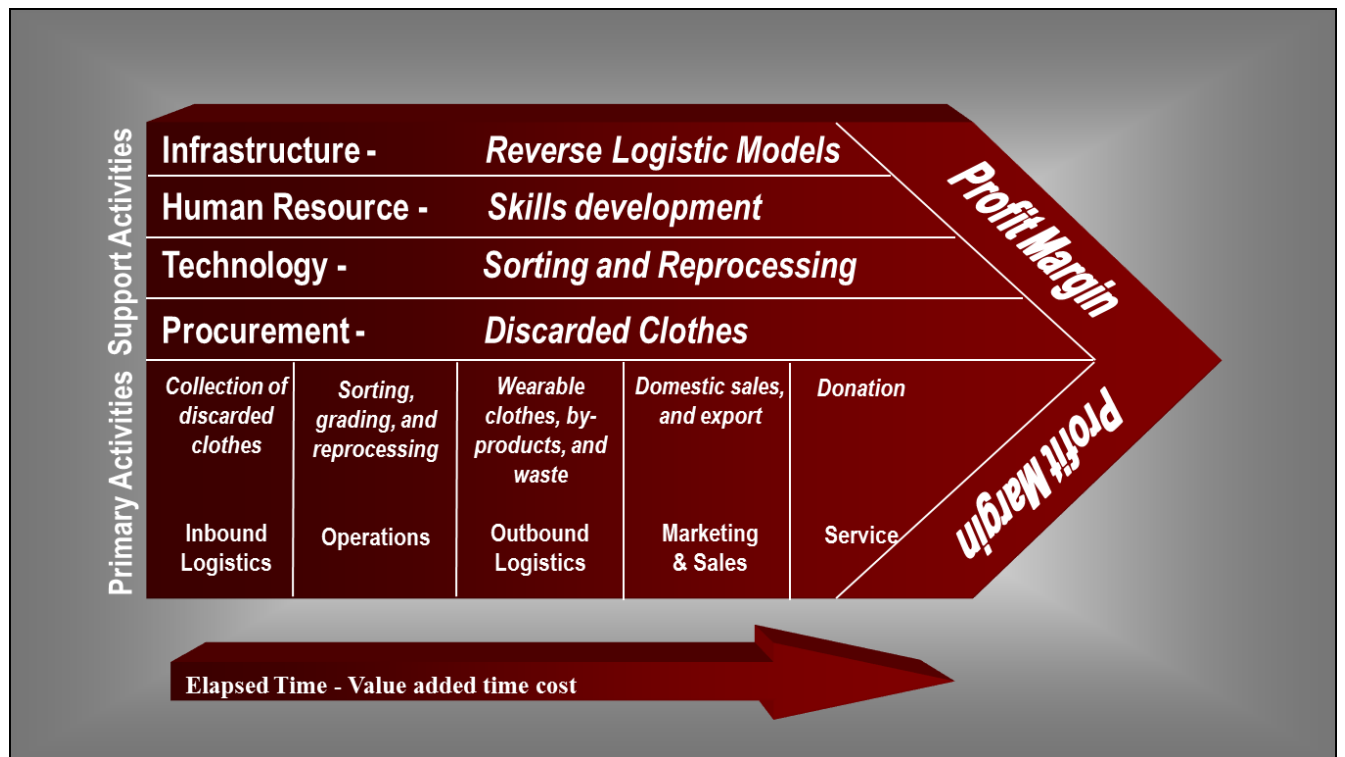 Support Activities
Infrastructure - Reverse Logistic Models
Human Resource - Skills development
Technology - Sorting and Reprocessing
Procurement - Discarded Clothes
Profit Margin
Primary Activities
Collection of
discarded
clothes
Inbound
Logistics
Sorting,
grading, and
reprocessing
Operations
Wearable
clothes, by-
products, and
waste
Outbound
Logistics
Domestic sales,
and export
Marketing
& Sales
Donation
Service
Profit Margin
Elapsed Time - Value added time cost